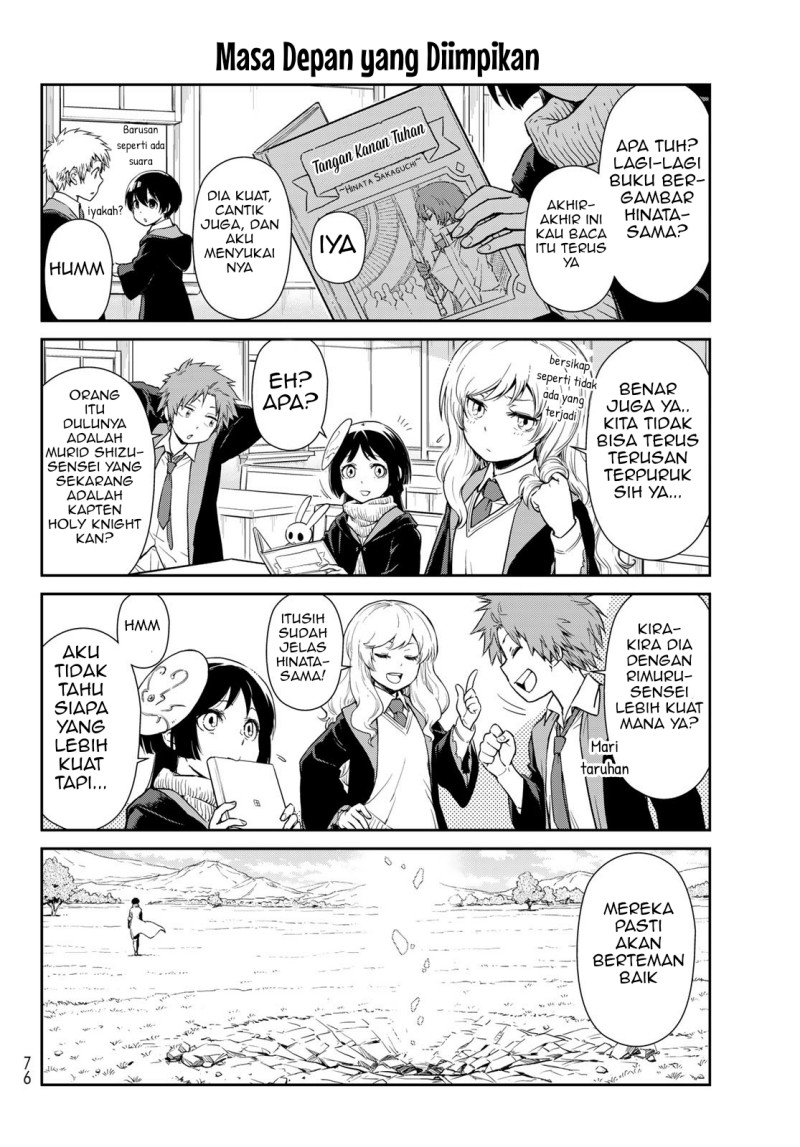 Masa Depan yang Diimpikan
APA TUH?
LAGI-LAGI
BUKU BER-
GAMBAR
HINATA-
SAMA?
AKHIR-
AKHIR INI
KAU BACA
ITU TERUS
YA
Tangan Kanan Tuhan
~HINATA SAKAGUCHI~
IYA
DIA KUAT,
CANTIK
JUGA, DAN
AKU
MENYUKAI
NYA
Barusan
seperti ada
suara
iyakah?
HUMM
BENAR
JUGA YA..
KITA TIDAK
BISA TERUS
TERUSAN
TERPURUK
SIH YA...
bersikap
seperti tidak
ada yang
terjadi
EH?
APA?
ORANG
ITU
DULUNYA
ADALAH
MURID SHIZU-
SENSEI YANG
SEKARANG
ADALAH
KAPTEN
HOLY KNIGHT
KAN?
KIRA-
KIRA DIA
DENGAN
RIMURU-
SENSEI
LEBIH KUAT
MANA YA?
Mari
taruhan
ITUSIH
SUDAH
JELAS
HINATA-
SAMA!
HMM
AKU
TIDAK
TAHU
SIAPA
YANG
LEBIH
KUAT
TAPI...
MEREKA
PASTI
AKAN
BERTEMAN
BAIK
76